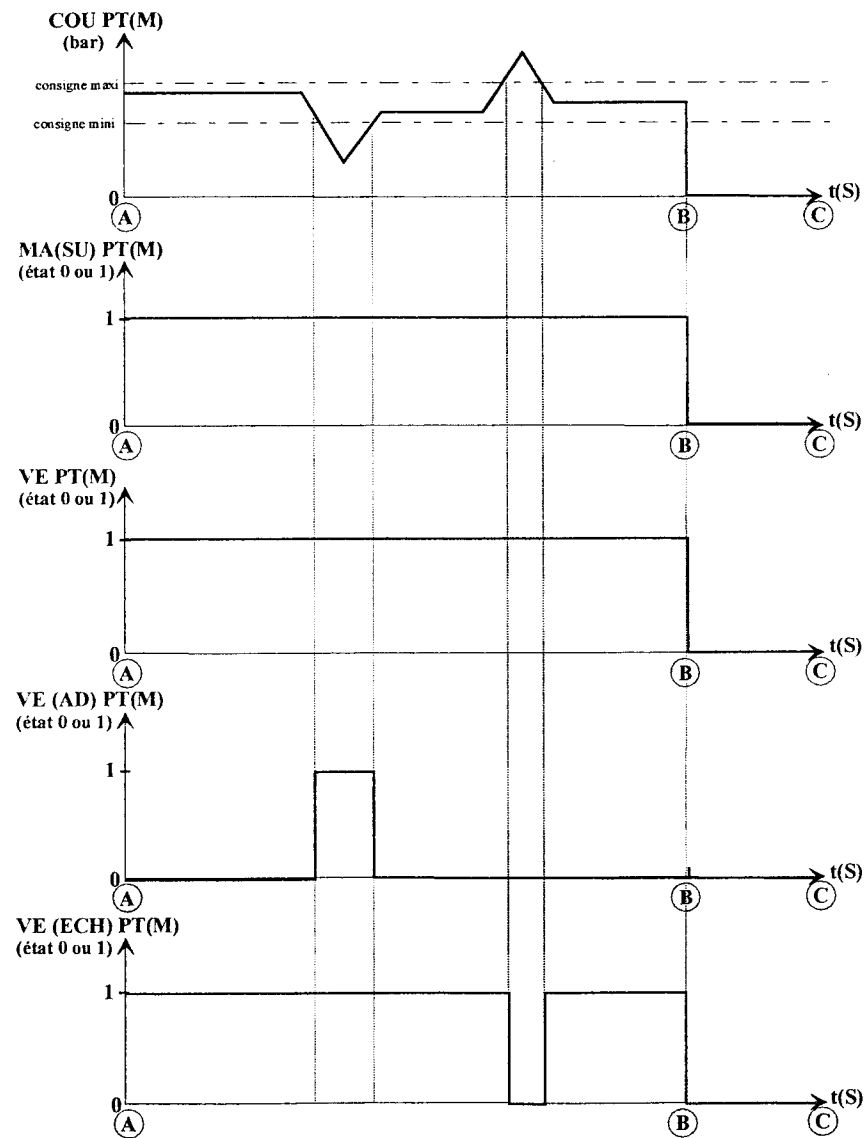 COU PT(M)
(bar)
consigne maxi
consigne mini
0
t(S)
A
B
C
MA(SU) PT(M)
(état 0 ou 1)
1
0
t(S)
A
B
C
VE PT(M)
(état 0 ou 1)
1
0
t(S)
A
B
C
VE (AD) PT(M)
(état 0 ou 1)
1
0
t(S)
A
B
C
VE (ECH) PT(M)
(état 0 ou 1)
1
0
t(S)
A
B
C